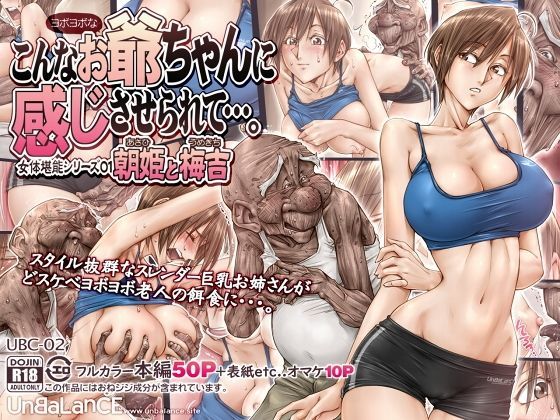 ヨボヨボな
こんなお爺ちゃんに
感じさせられて…。
女体堪能シリーズ01 朝姫と梅吉
あさひ うめきち
スタイル抜群なスレンダー巨乳お姉さんが
どスケベヨボヨボ老人の餌食に・・・。
UBC-02
DOJIN
R18
ADULT ONLY
フルカラー本編50P+表紙etc..オマケ10P
この作品にはおねジジ成分が含まれています。
UnBaLanCE
www.unbalance.site